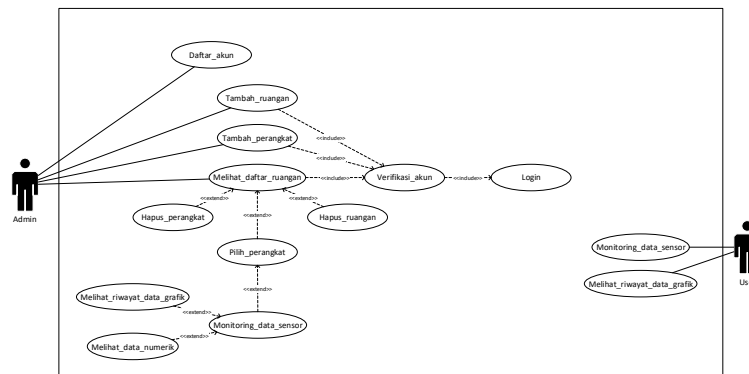 Daftar_akun
Tambah_ruangan
<<include>>
Tambah_perangkat
<<include>>
Melihat_daftar_ruangan
<<include>>
Verifikasi_akun
<<include>>
Login
Admin
<<extend>>
<<extend>>
Hapus_perangkat
<<extend>>
Hapus_ruangan
Pilih_perangkat
Monitoring_data_sensor
Melihat_riwayat_data_grafik
Us
<<extend>>
Melihat_riwayat_data_grafik
<<extend>>
Monitoring_data_sensor
<<extend>>
Melihat_data_numerik